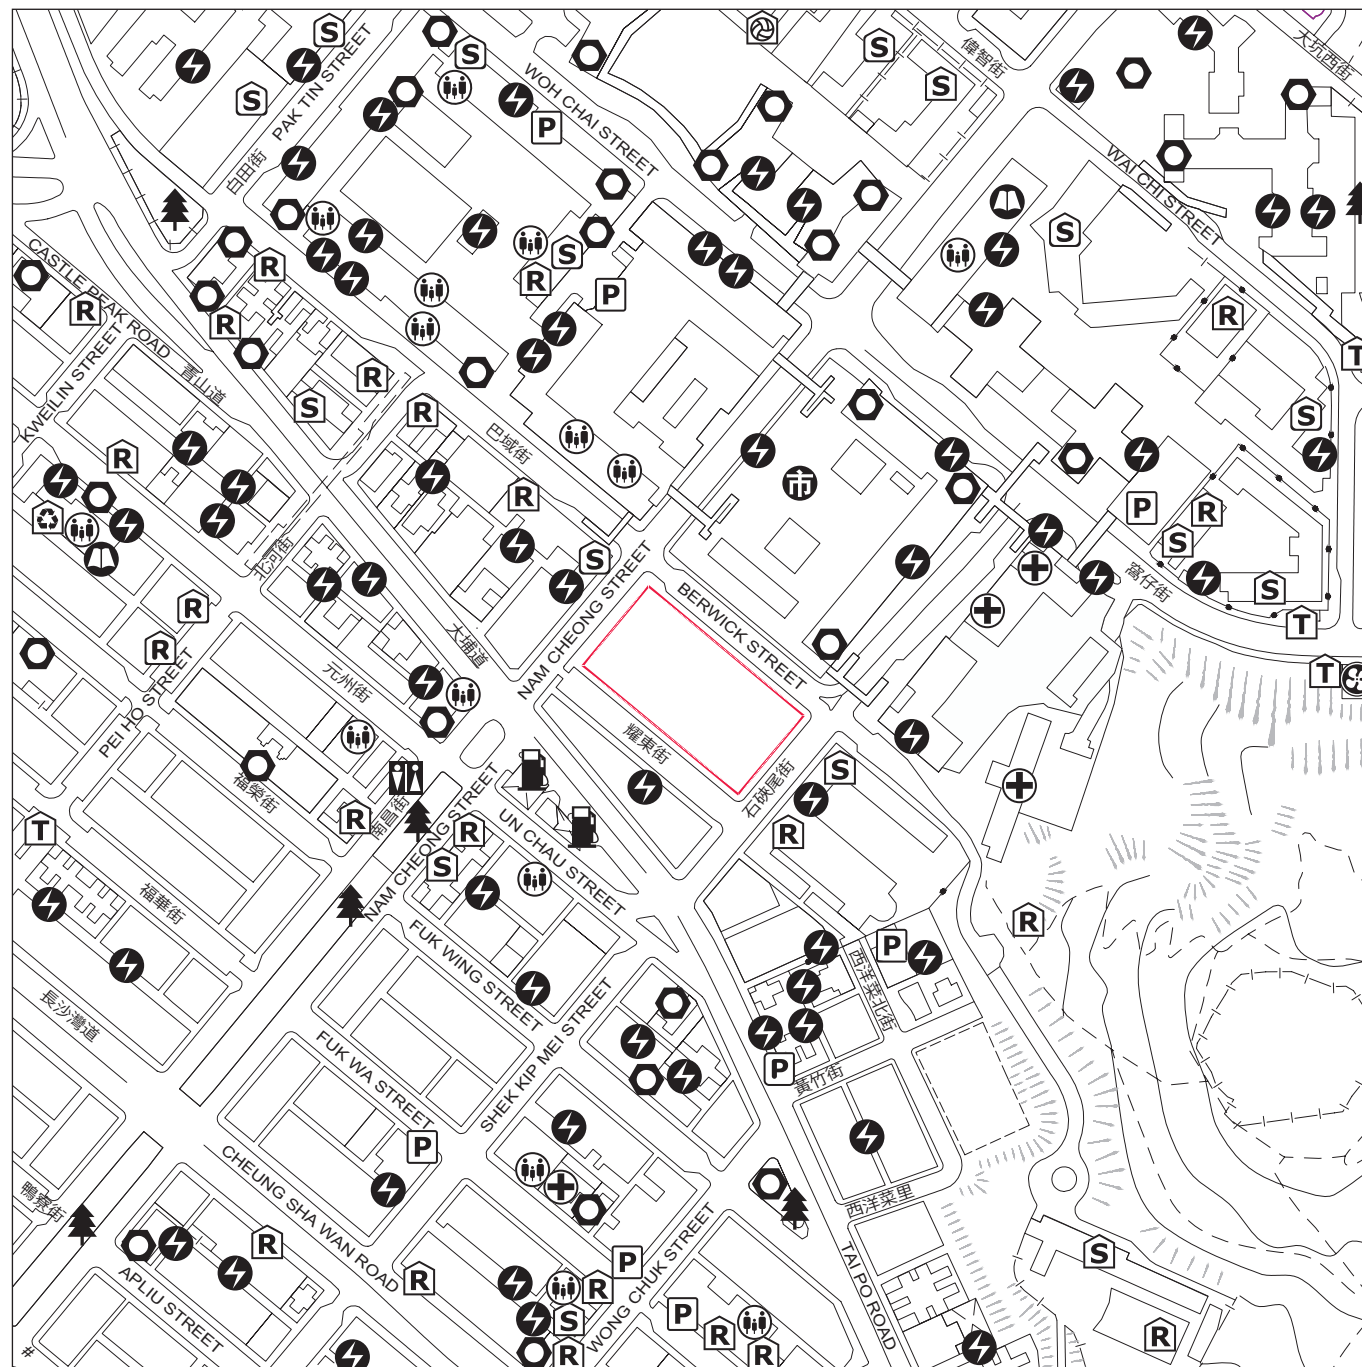 S
PAK TIN STREET
S
S
白田街
WOH CHAI STREET
P
S
S
偉智街
大坑西街
WAI CHI STREET
S
CASTLE PEAK ROAD
青山道
R
R
R
R
S
P
S
R
R
KWEILIN STREET
R
R
巴域街
R
S
北河街
R
T
S
P
R
S
S
窩仔街
T
T
NAM CHEONG STREET
BERWICK STREET
大埔道
元州街
R
R
PEI HO STREET
耀東街
石硤尾街
S
R
福榮街
南昌街
R
T
NAM CHEONG STREET
R
S
UN CHAU STREET
福華街
FUK WING STREET
P
R
西洋菜北街
長沙灣道
FUK WA STREET
SHEK KIP MEI STREET
P
黃竹街
P
CHEUNG SHA WAN ROAD
西洋菜里
鴨寮街
R
APLIU STREET
R
P
R
S
R
WONG CHUK STREET
P
R
R
TAI PO ROAD
S
R
#